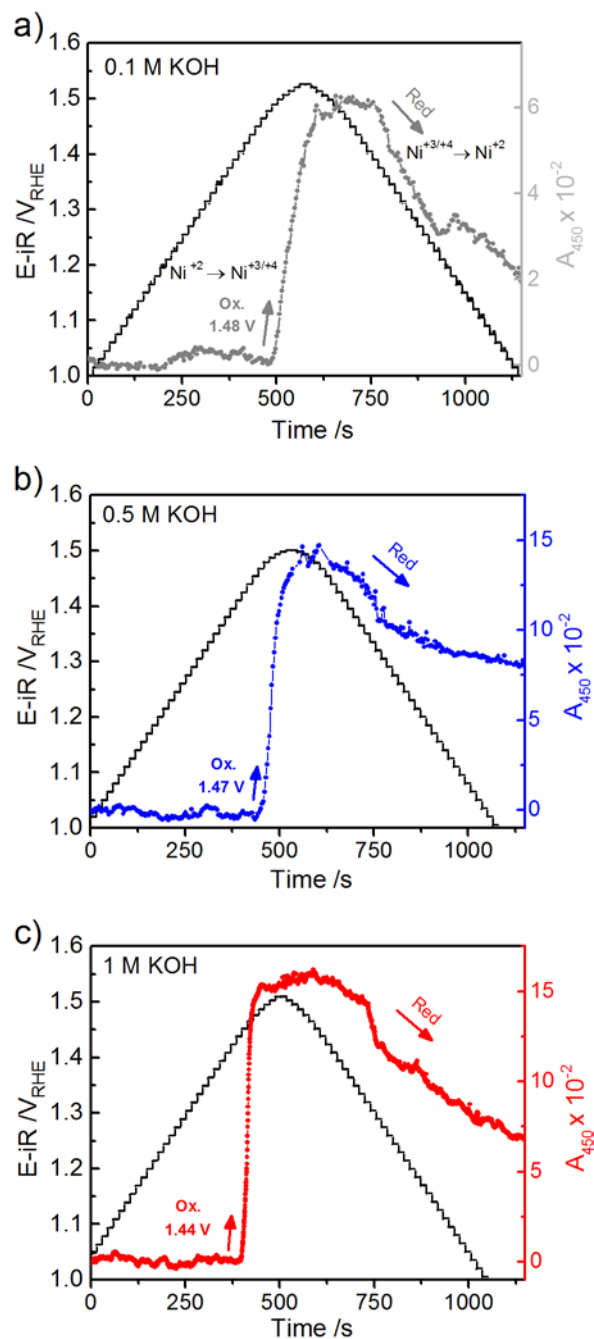 a)
0.1 M KOH
E-iR /V_RHE
1.6
1.5
1.4
1.3
1.2
1.1
1.0
Red
Ni⁺³ᐟ⁺⁴ → Ni⁺²
Ni⁺² → Ni⁺³ᐟ⁺⁴
Ox.
1.48 V
6
4
2
0
A₄₅₀ x 10⁻²
0 250 500 750 1000
Time /s
b)
0.5 M KOH
E-iR /V_RHE
1.6
1.5
1.4
1.3
1.2
1.1
1.0
Red
Ox.
1.47 V
15
10
5
0
A₄₅₀ x 10⁻²
0 250 500 750 1000
Time /s
c)
1 M KOH
E-iR /V_RHE
1.6
1.5
1.4
1.3
1.2
1.1
1.0
Red
Ox.
1.44 V
15
10
5
0
A₄₅₀ x 10⁻²
0 250 500 750 1000
Time /s